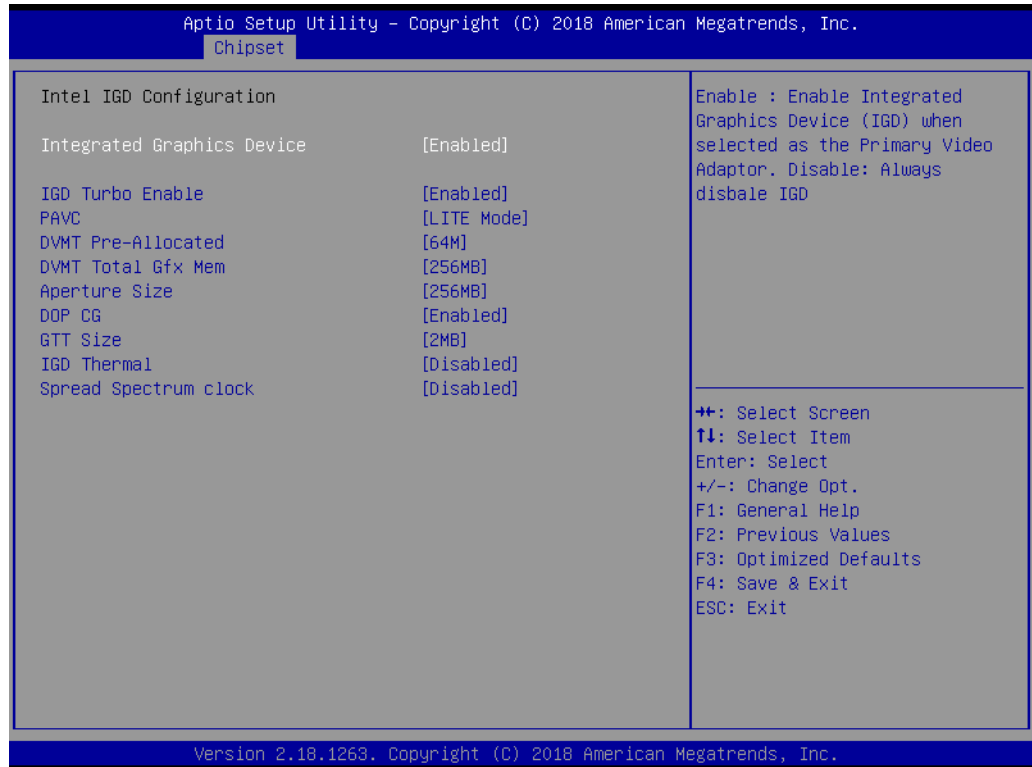 Aptio Setup Utility – Copyright (C) 2018 American Megatrends, Inc.
Chipset
Intel IGD Configuration
Integrated Graphics Device [Enabled]
IGD Turbo Enable [Enabled]
PAVC [LITE Mode]
DVMT Pre-Allocated [64M]
DVMT Total Gfx Mem [256MB]
Aperture Size [256MB]
DOP CG [Enabled]
GTT Size [2MB]
IGD Thermal [Disabled]
Spread Spectrum clock [Disabled]
Enable : Enable Integrated
Graphics Device (IGD) when
selected as the Primary Video
Adaptor. Disable: Always
disbale IGD
→←: Select Screen
↑↓: Select Item
Enter: Select
+/-: Change Opt.
F1: General Help
F2: Previous Values
F3: Optimized Defaults
F4: Save & Exit
ESC: Exit
Version 2.18.1263. Copyright (C) 2018 American Megatrends, Inc.